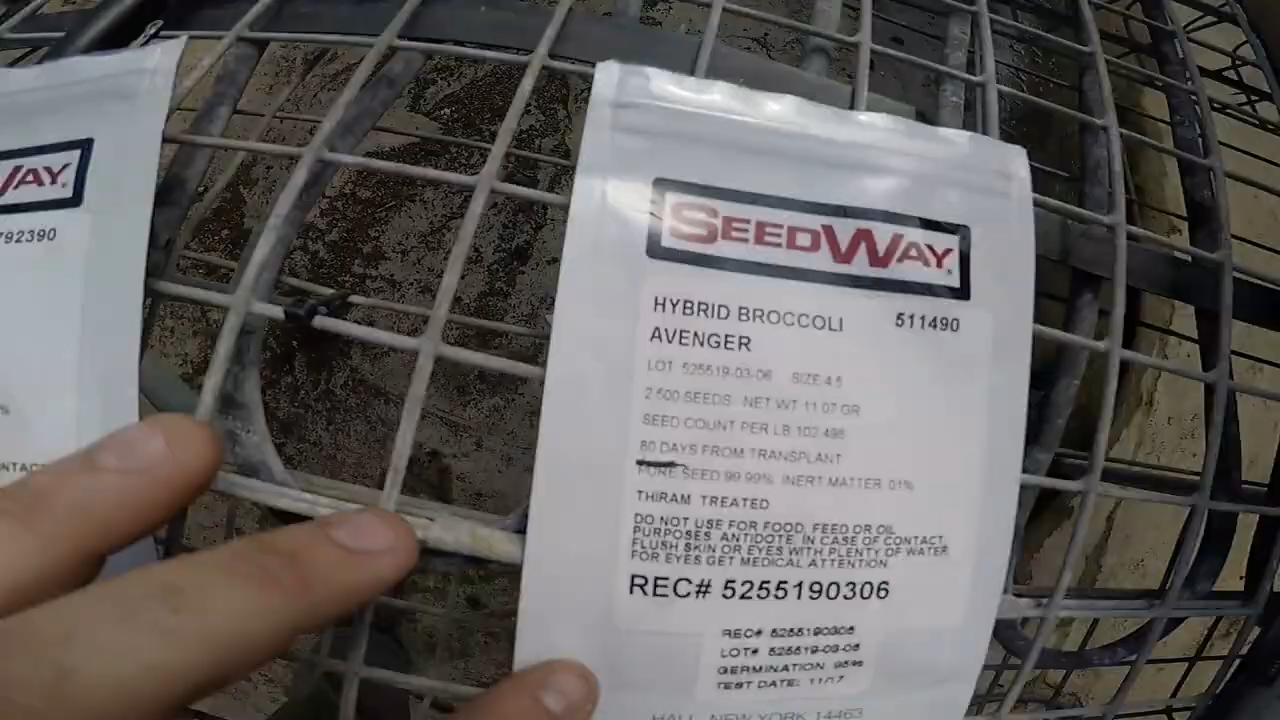 WAY
792390
%
NTACT
SEEDWAY
HYBRID BROCCOLI 511490
AVENGER
LOT 525519-03-06 SIZE 4.5
2 500 SEEDS NET WT 11.07 GR
SEED COUNT PER LB 102 498
80 DAYS FROM TRANSPLANT
PURE SEED 99.99% INERT MATTER .01%
THIRAM TREATED
DO NOT USE FOR FOOD, FEED OR OIL
PURPOSES. ANTIDOTE, IN CASE OF CONTACT,
FLUSH SKIN OR EYES WITH PLENTY OF WATER.
FOR EYES GET MEDICAL ATTENTION.
REC# 5255190306
REC# 5255190306
LOT# 525519-03-06
GERMINATION 95%
TEST DATE: 11/17
HALL, NEW YORK 14463